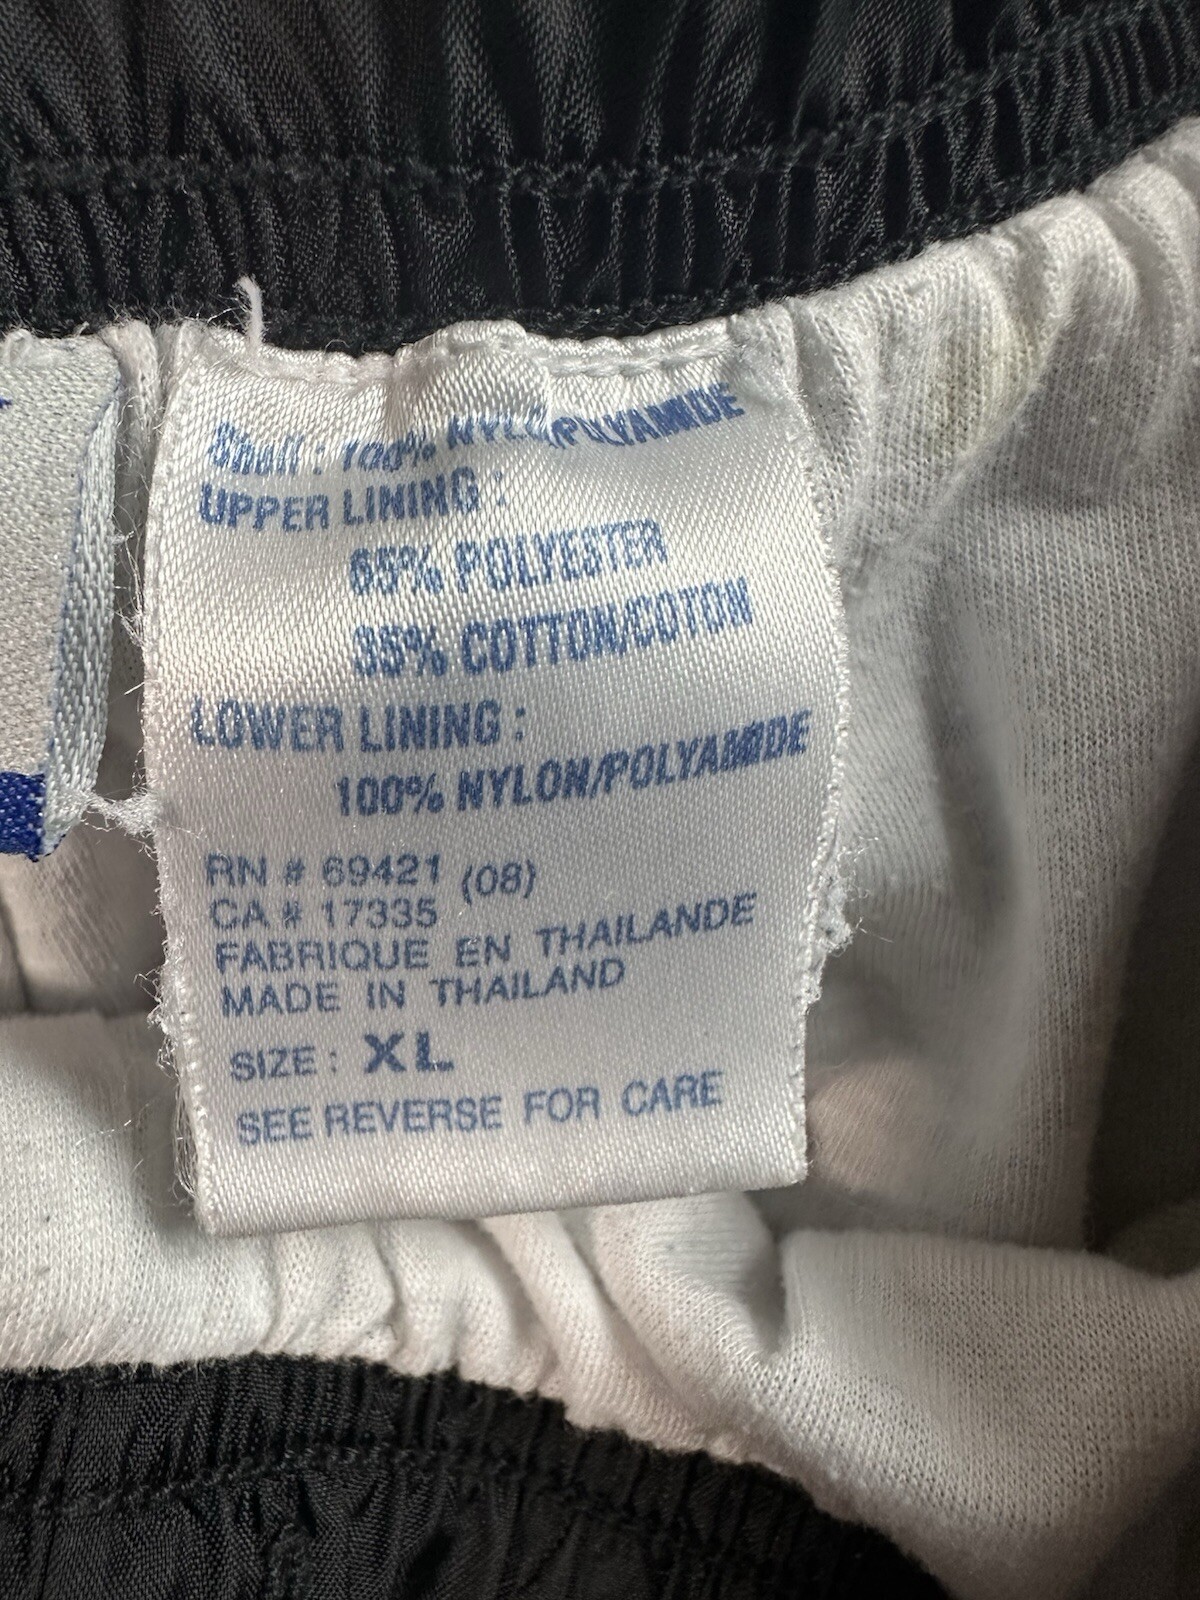 Shell : 100% NYLON/POLYAMIDE
UPPER LINING :
65% POLYESTER
35% COTTON/COTON
LOWER LINING :
100% NYLON/POLYAMIDE
RN # 69421 (08)
CA # 17335
FABRIQUE EN THAILANDE
MADE IN THAILAND
SIZE : XL
SEE REVERSE FOR CARE